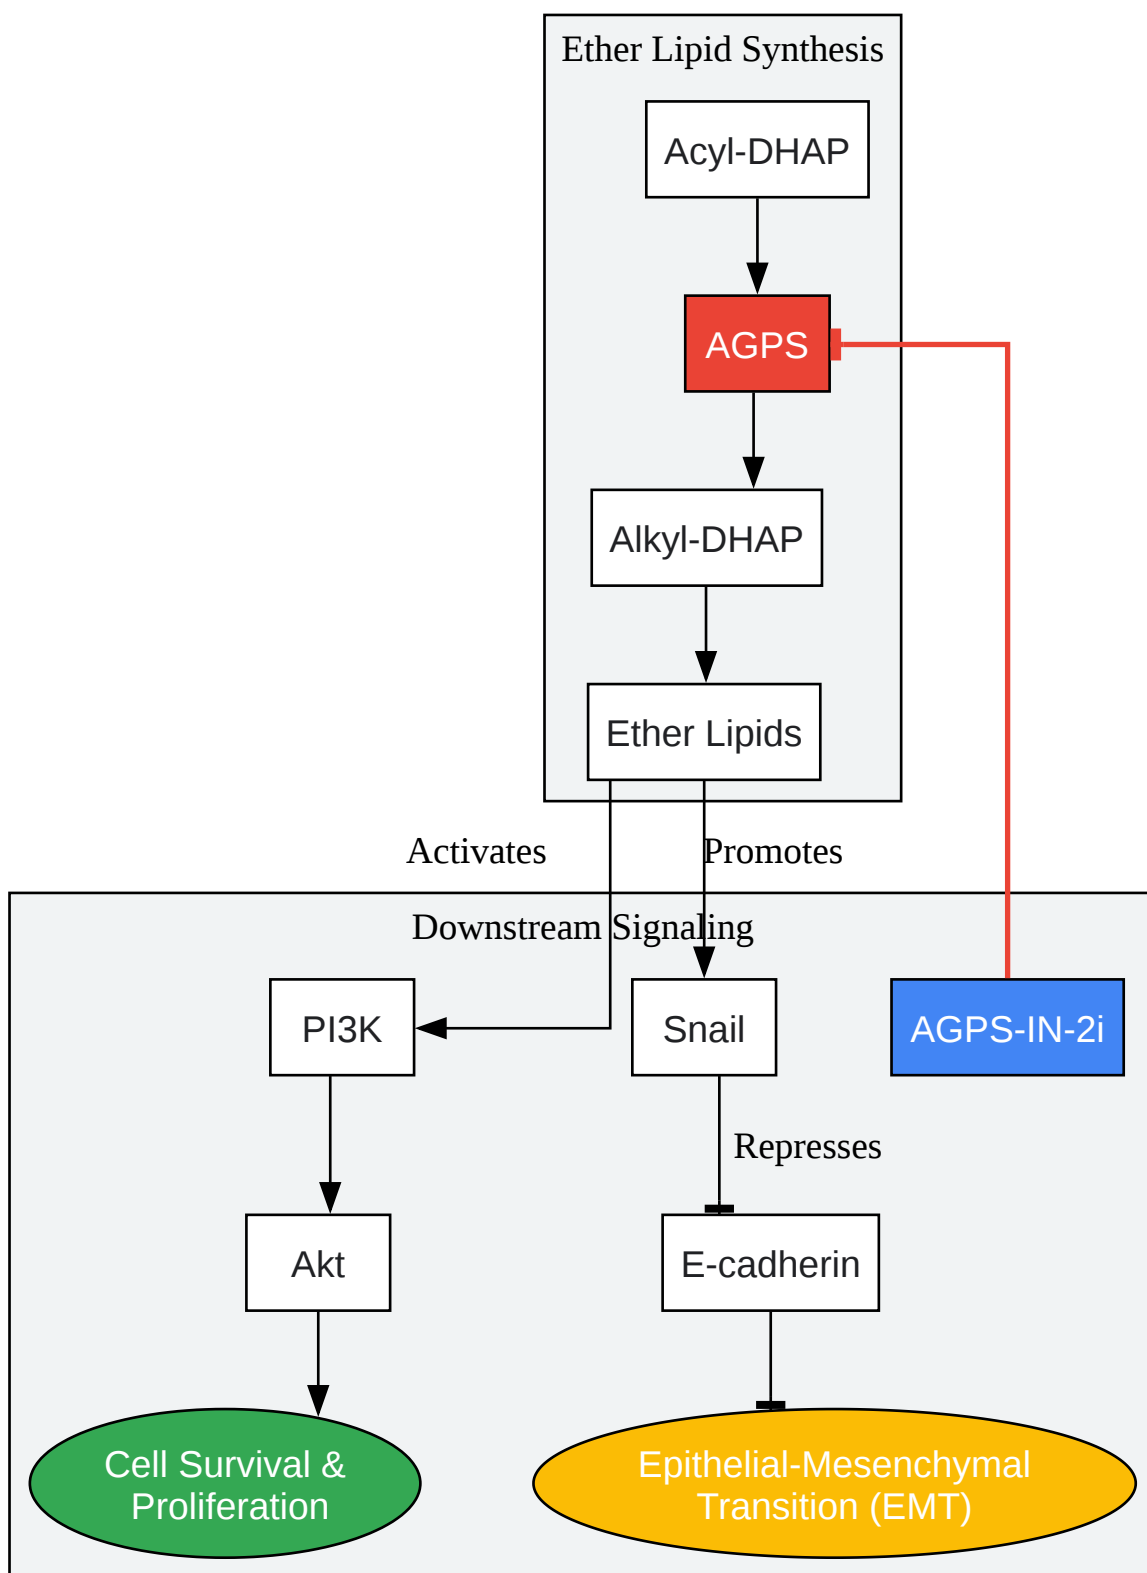 Ether Lipid Synthesis
Acyl-DHAP
AGPS
Alkyl-DHAP
Ether Lipids
Activates
Promotes
Downstream Signaling
PI3K
Snail
AGPS-IN-2i
Represses
Akt
E-cadherin
Cell Survival &
Proliferation
Epithelial-Mesenchymal
Transition (EMT)